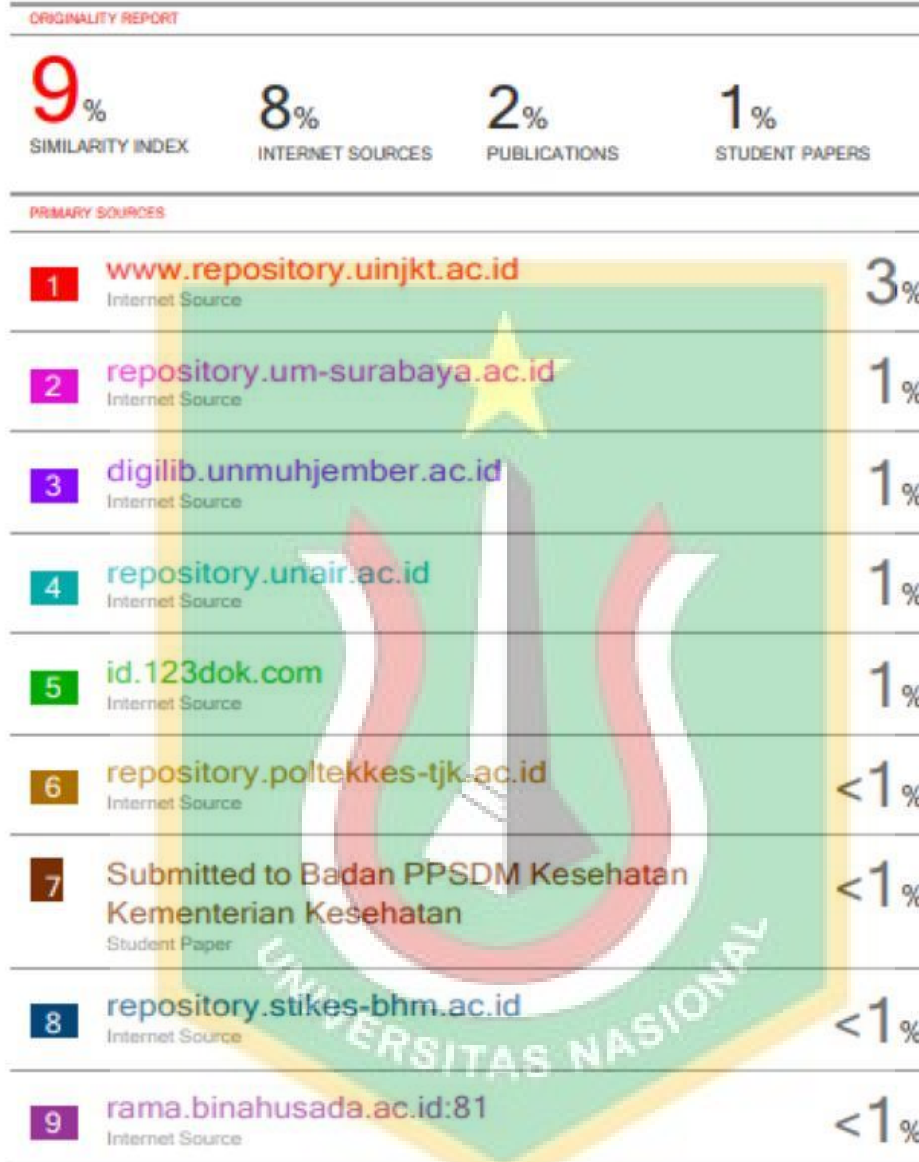 ORIGINALITY REPORT
9%
SIMILARITY INDEX
8%
INTERNET SOURCES
2%
PUBLICATIONS
1%
STUDENT PAPERS
PRIMARY SOURCES
1 www.repository.uinjkt.ac.id 3%
Internet Source
2 repository.um-surabaya.ac.id 1%
Internet Source
3 digilib.unmuhjember.ac.id 1%
Internet Source
4 repository.unair.ac.id 1%
Internet Source
5 id.123dok.com 1%
Internet Source
6 repository.poltekkes-tjk.ac.id <1%
Internet Source
7 Submitted to Badan PPSDM Kesehatan <1%
Kementerian Kesehatan
Student Paper
8 repository.stikes-bhm.ac.id <1%
Internet Source
9 rama.binahusada.ac.id:81 <1%
Internet Source
UNIVERSITAS NASIONAL